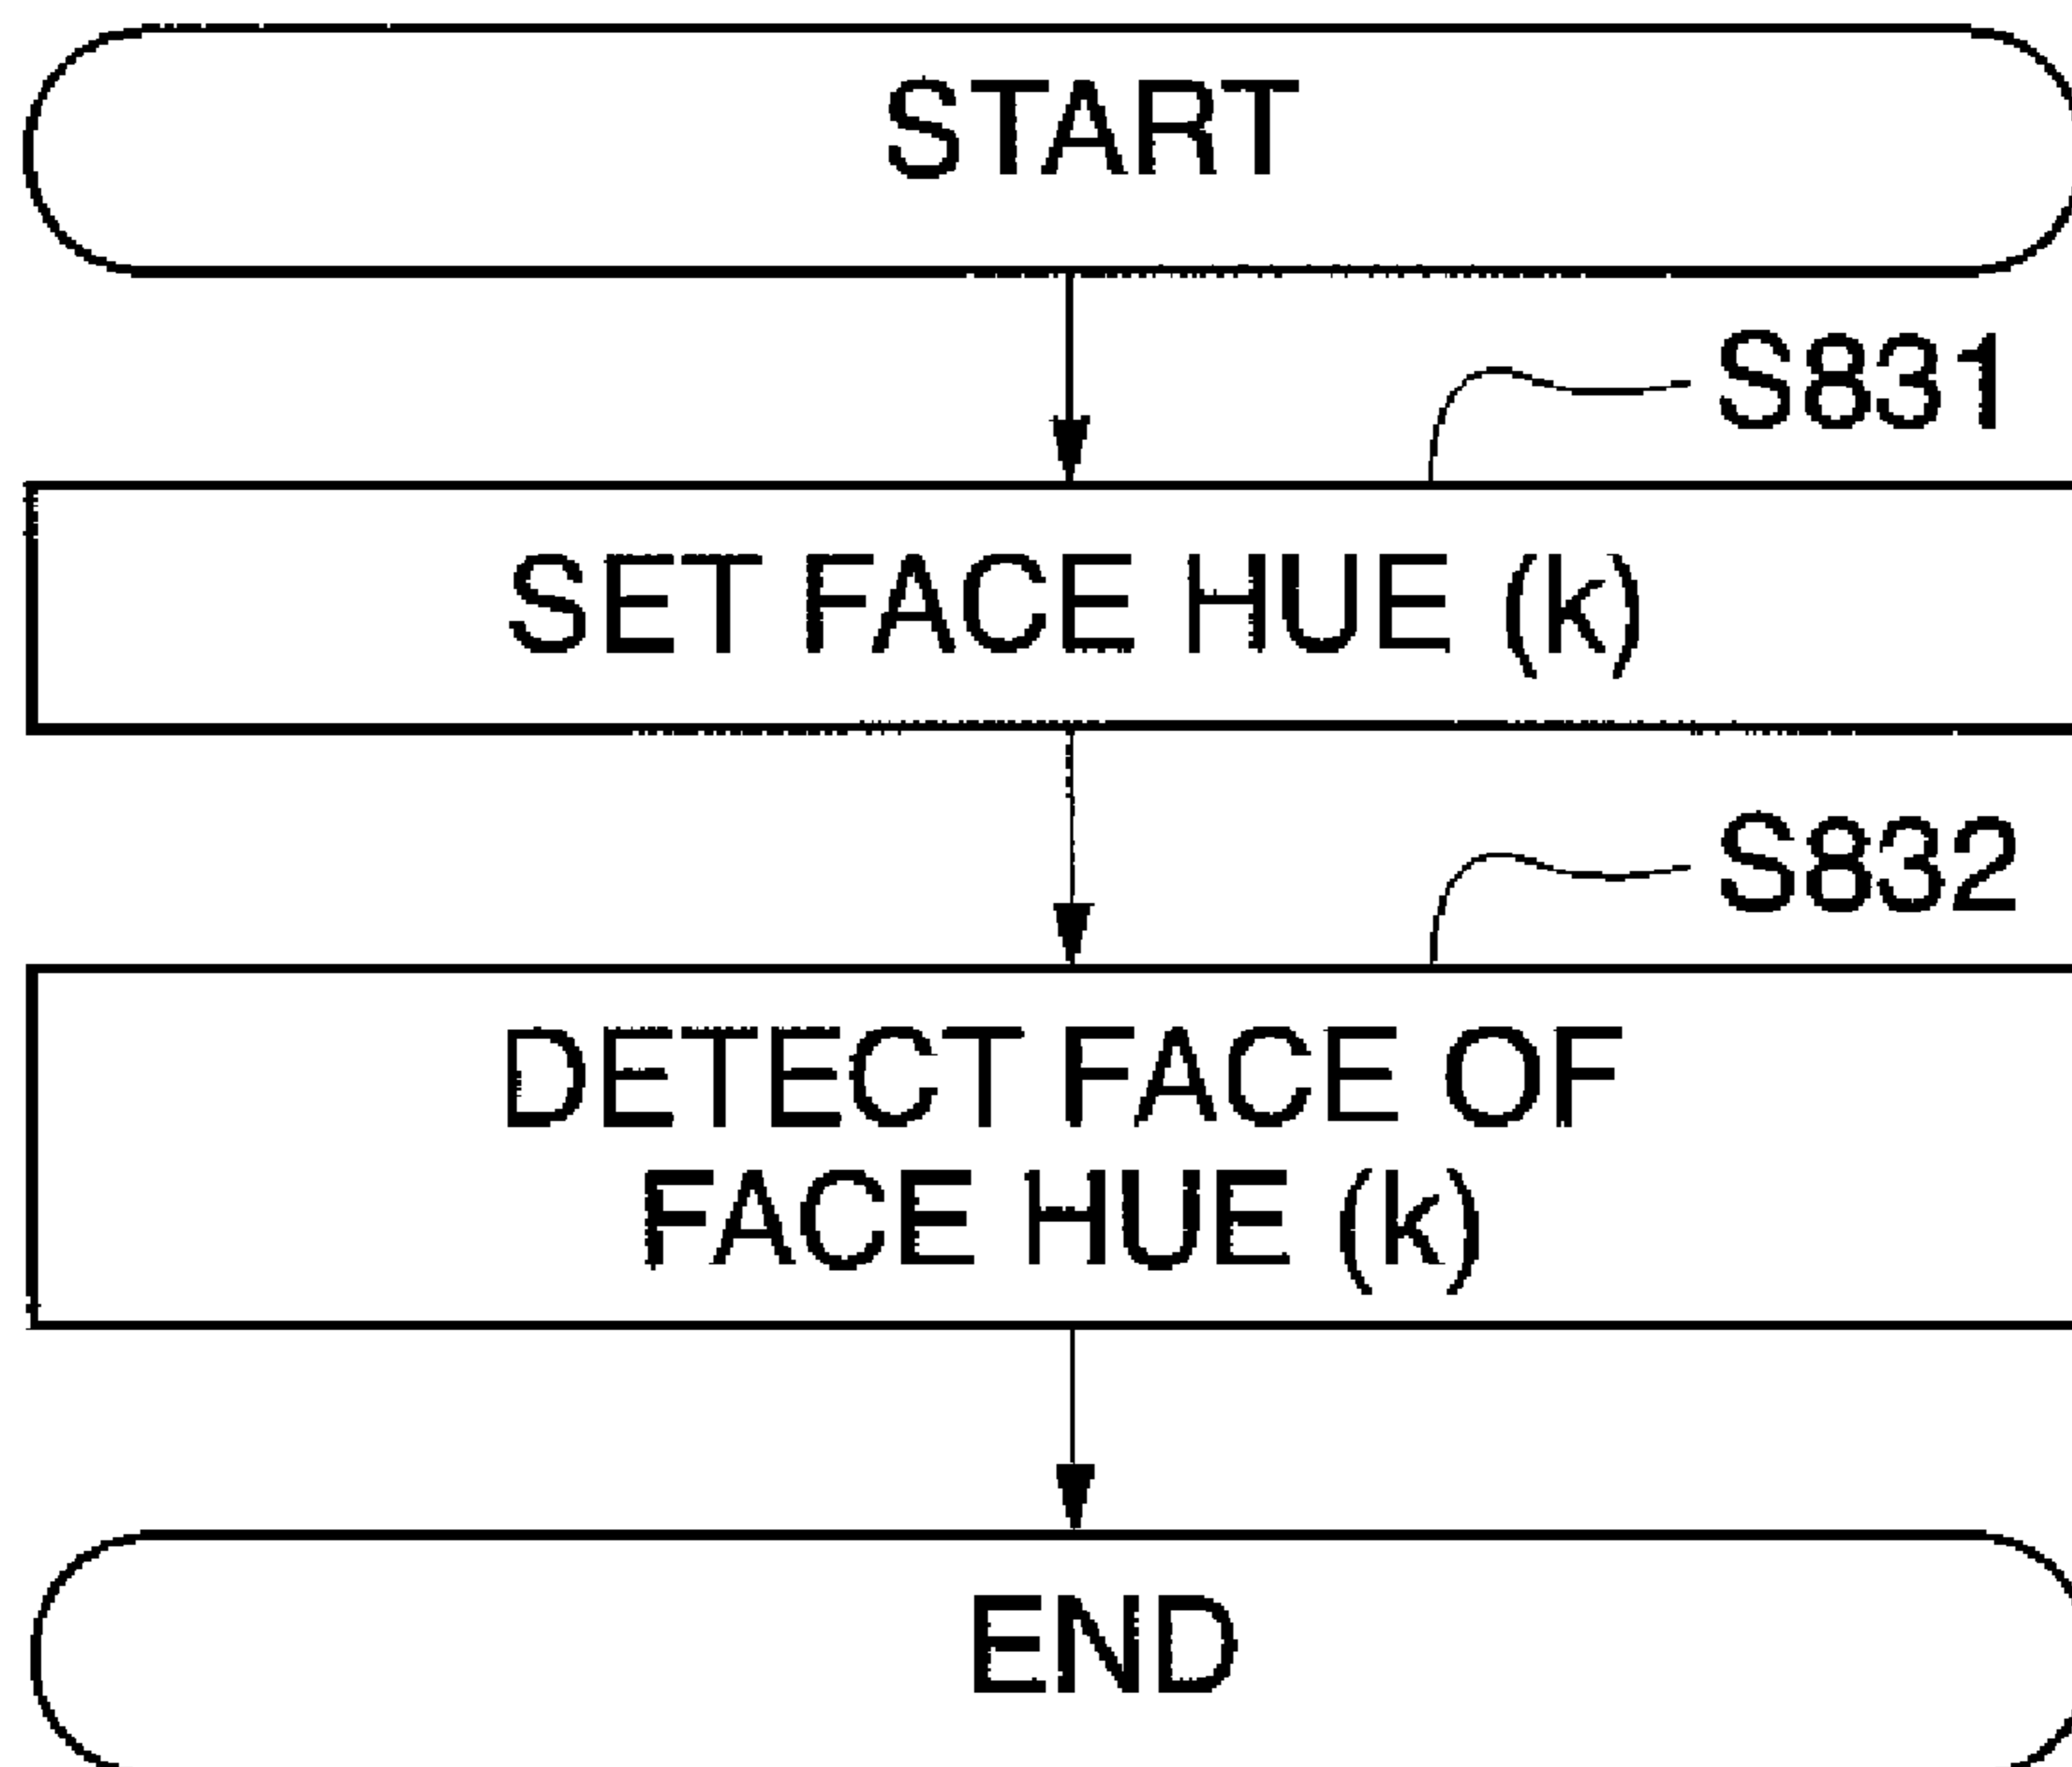 START
S831
SET FACE HUE (k)
S832
DETECT FACE OF
FACE HUE (k)
END